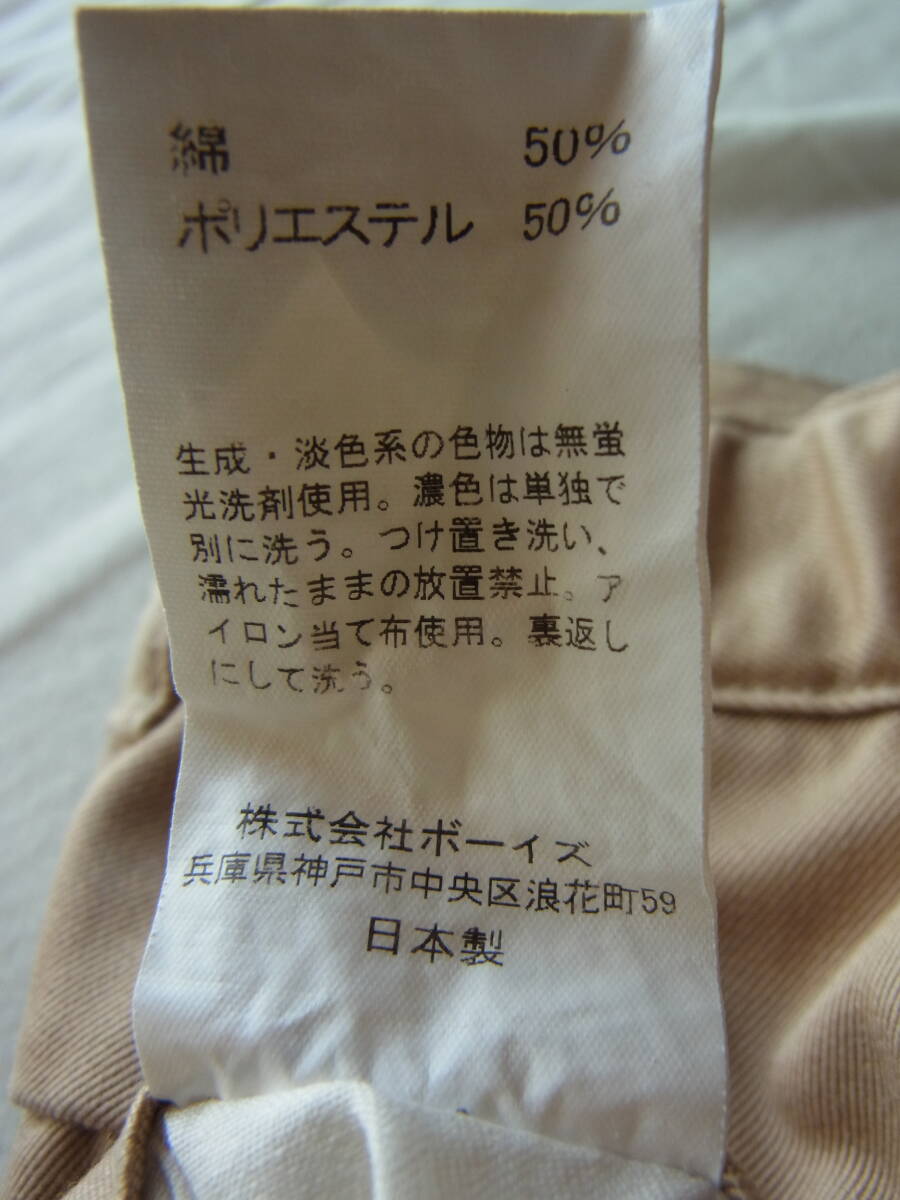 綿 50%
ポリエステル 50%
生成・淡色系の色物は無蛍
光洗剤使用。濃色は単独で
別に洗う。つけ置き洗い、
濡れたままの放置禁止。ア
イロン当て布使用。裏返し
にして洗う。
株式会社ボーイズ
兵庫県神戸市中央区浪花町59
日本製